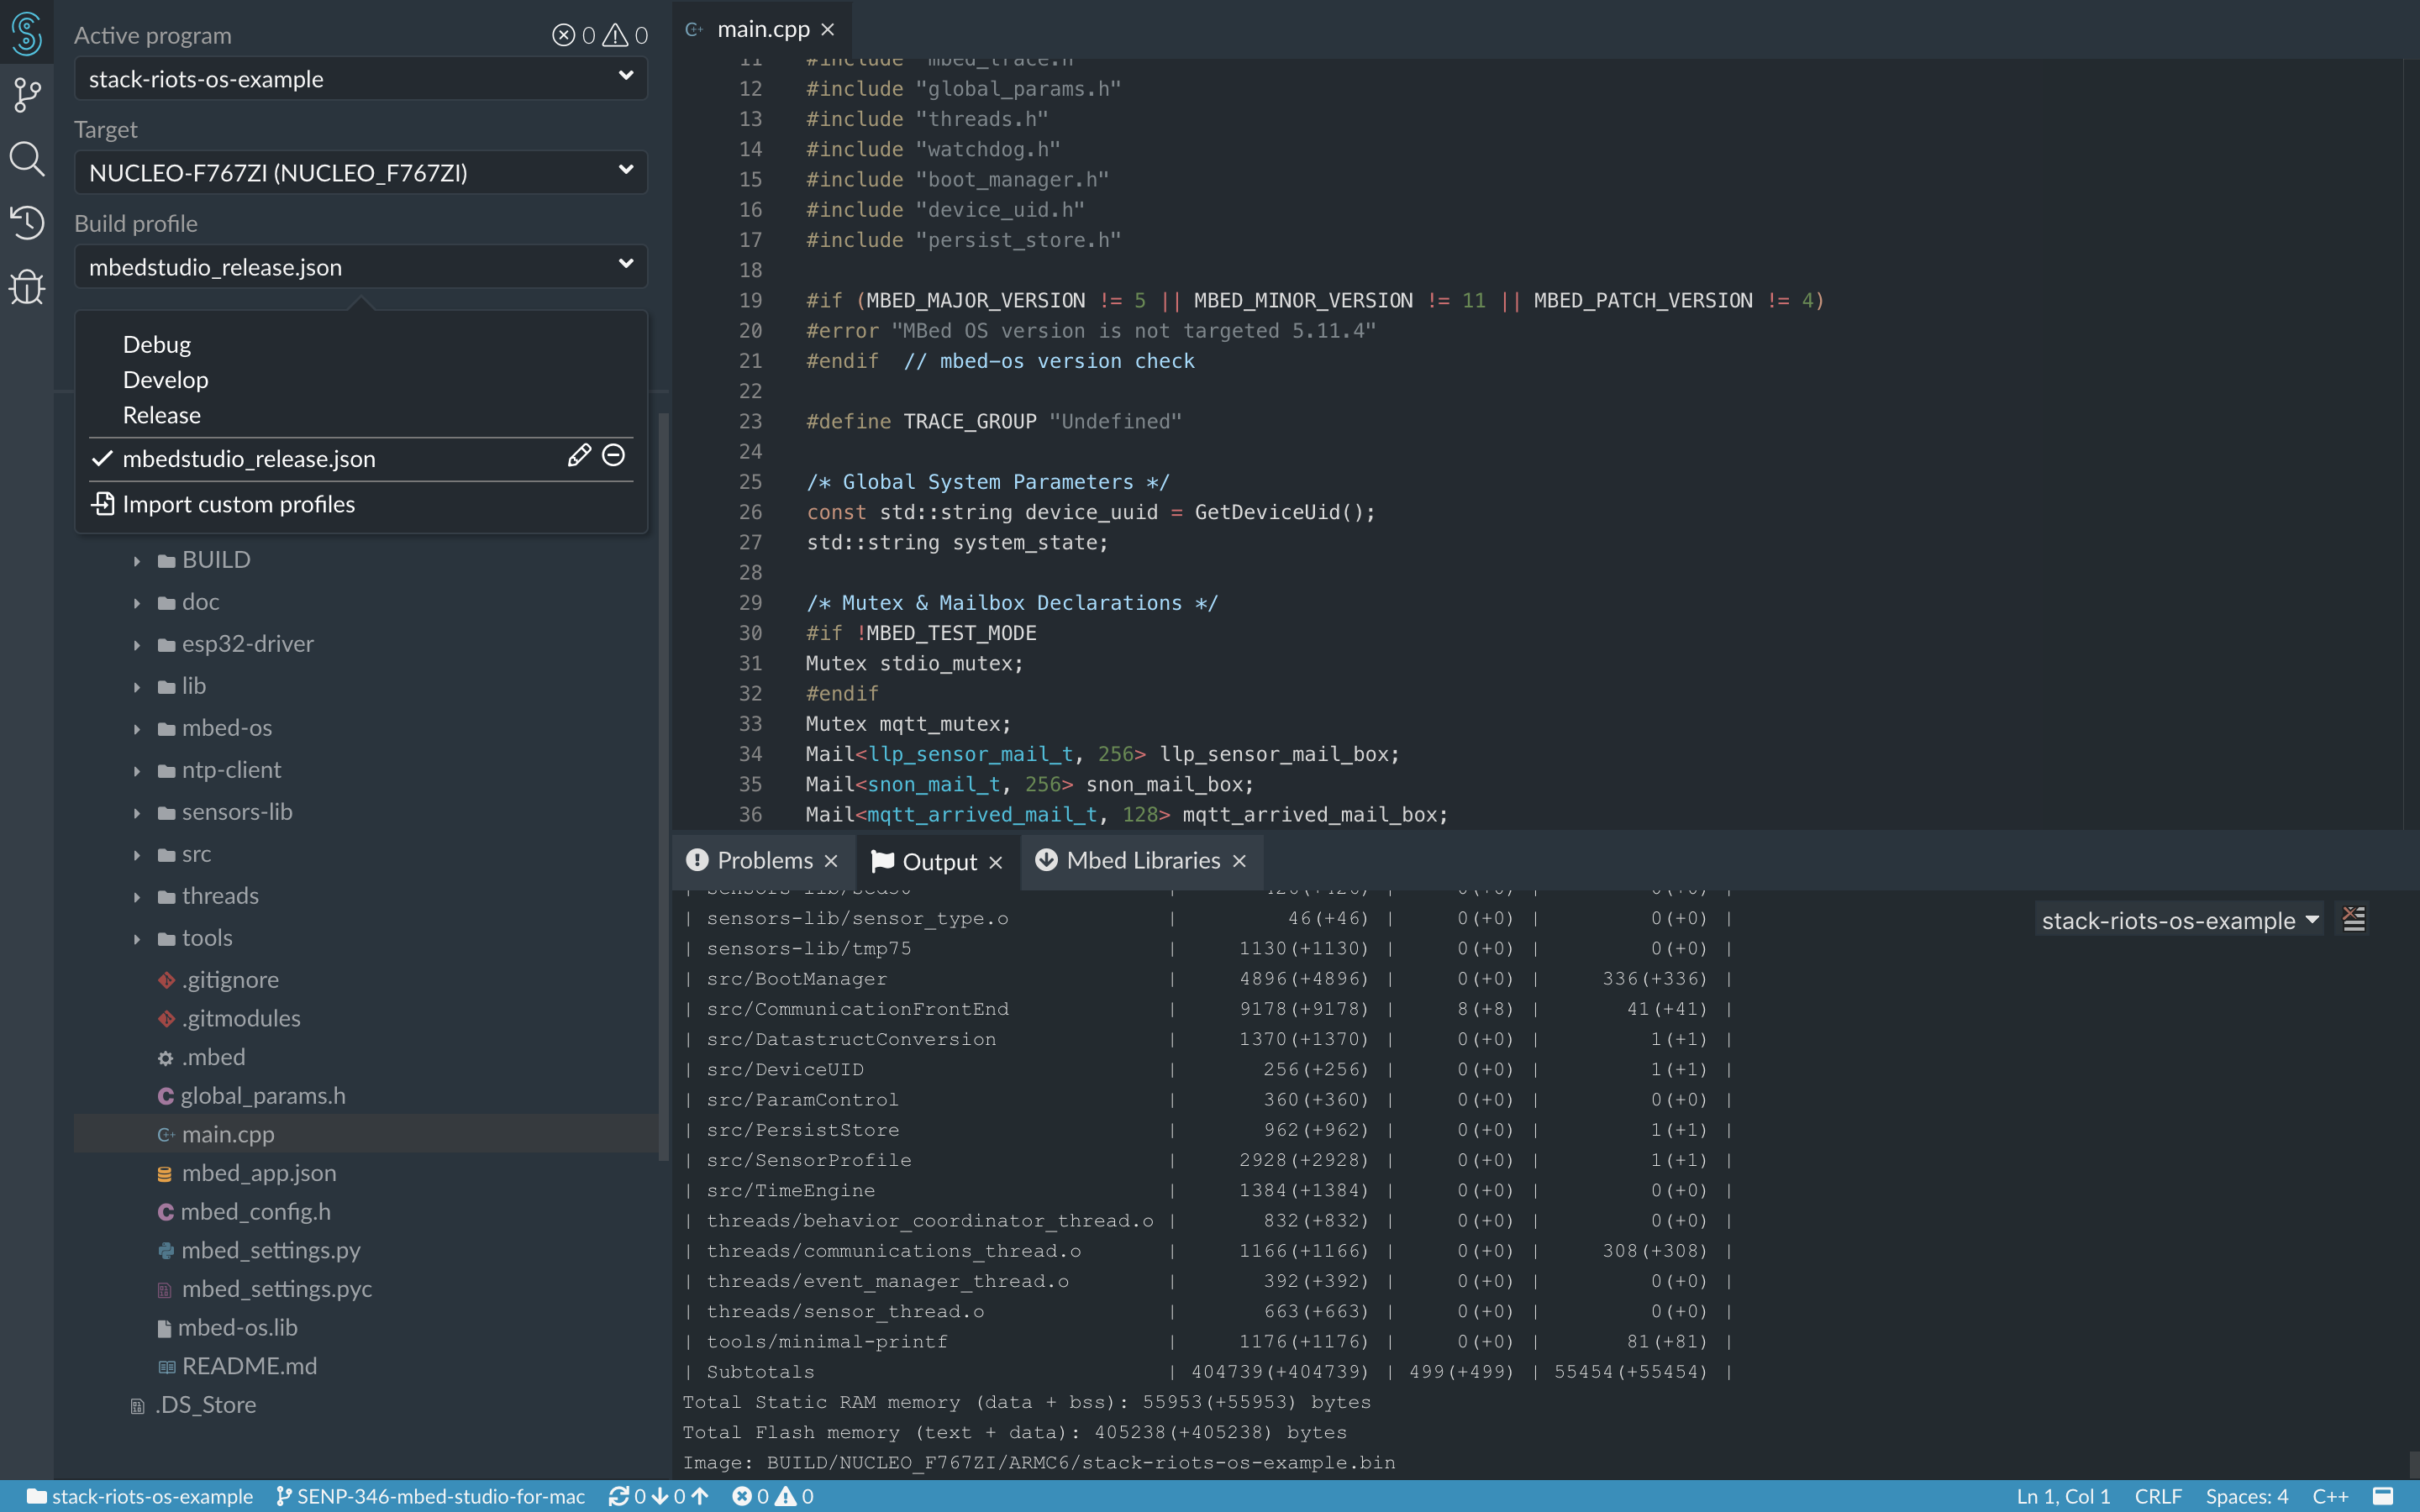 Active program
0 0
stack-riots-os-example
Target
NUCLEO-F767ZI (NUCLEO_F767ZI)
Build profile
mbedstudio_release.json
Debug
Develop
Release
mbedstudio_release.json
Import custom profiles
BUILD
doc
esp32-driver
lib
mbed-os
ntp-client
sensors-lib
src
threads
tools
.gitignore
.gitmodules
.mbed
global_params.h
main.cpp
mbed_app.json
mbed_config.h
mbed_settings.py
mbed_settings.pyc
mbed-os.lib
README.md
.DS_Store
main.cpp
11 #include "mbed_trace.h"
12 #include "global_params.h"
13 #include "threads.h"
14 #include "watchdog.h"
15 #include "boot_manager.h"
16 #include "device_uid.h"
17 #include "persist_store.h"
18
19 #if (MBED_MAJOR_VERSION != 5 || MBED_MINOR_VERSION != 11 || MBED_PATCH_VERSION != 4)
20 #error "MBed OS version is not targeted 5.11.4"
21 #endif // mbed-os version check
22
23 #define TRACE_GROUP "Undefined"
24
25 /* Global System Parameters */
26 const std::string device_uuid = GetDeviceUid();
27 std::string system_state;
28
29 /* Mutex & Mailbox Declarations */
30 #if !MBED_TEST_MODE
31 Mutex stdio_mutex;
32 #endif
33 Mutex mqtt_mutex;
34 Mail<llp_sensor_mail_t, 256> llp_sensor_mail_box;
35 Mail<snon_mail_t, 256> snon_mail_box;
36 Mail<mqtt_arrived_mail_t, 128> mqtt_arrived_mail_box;
Problems Output Mbed Libraries
stack-riots-os-example
| sensors-lib/sensor_type.o | 46(+46) | 0(+0) | 0(+0) |
| sensors-lib/tmp75 | 1130(+1130) | 0(+0) | 0(+0) |
| src/BootManager | 4896(+4896) | 0(+0) | 336(+336) |
| src/CommunicationFrontEnd | 9178(+9178) | 8(+8) | 41(+41) |
| src/DatastructConversion | 1370(+1370) | 0(+0) | 1(+1) |
| src/DeviceUID | 256(+256) | 0(+0) | 1(+1) |
| src/ParamControl | 360(+360) | 0(+0) | 0(+0) |
| src/PersistStore | 962(+962) | 0(+0) | 1(+1) |
| src/SensorProfile | 2928(+2928) | 0(+0) | 1(+1) |
| src/TimeEngine | 1384(+1384) | 0(+0) | 0(+0) |
| threads/behavior_coordinator_thread.o | 832(+832) | 0(+0) | 0(+0) |
| threads/communications_thread.o | 1166(+1166) | 0(+0) | 308(+308) |
| threads/event_manager_thread.o | 392(+392) | 0(+0) | 0(+0) |
| threads/sensor_thread.o | 663(+663) | 0(+0) | 0(+0) |
| tools/minimal-printf | 1176(+1176) | 0(+0) | 81(+81) |
| Subtotals | 404739(+404739) | 499(+499) | 55454(+55454) |
Total Static RAM memory (data + bss): 55953(+55953) bytes
Total Flash memory (text + data): 405238(+405238) bytes
Image: BUILD/NUCLEO_F767ZI/ARMC6/stack-riots-os-example.bin
stack-riots-os-example SENP-346-mbed-studio-for-mac 0 0 0 0 Ln 1, Col 1 CRLF Spaces: 4 C++